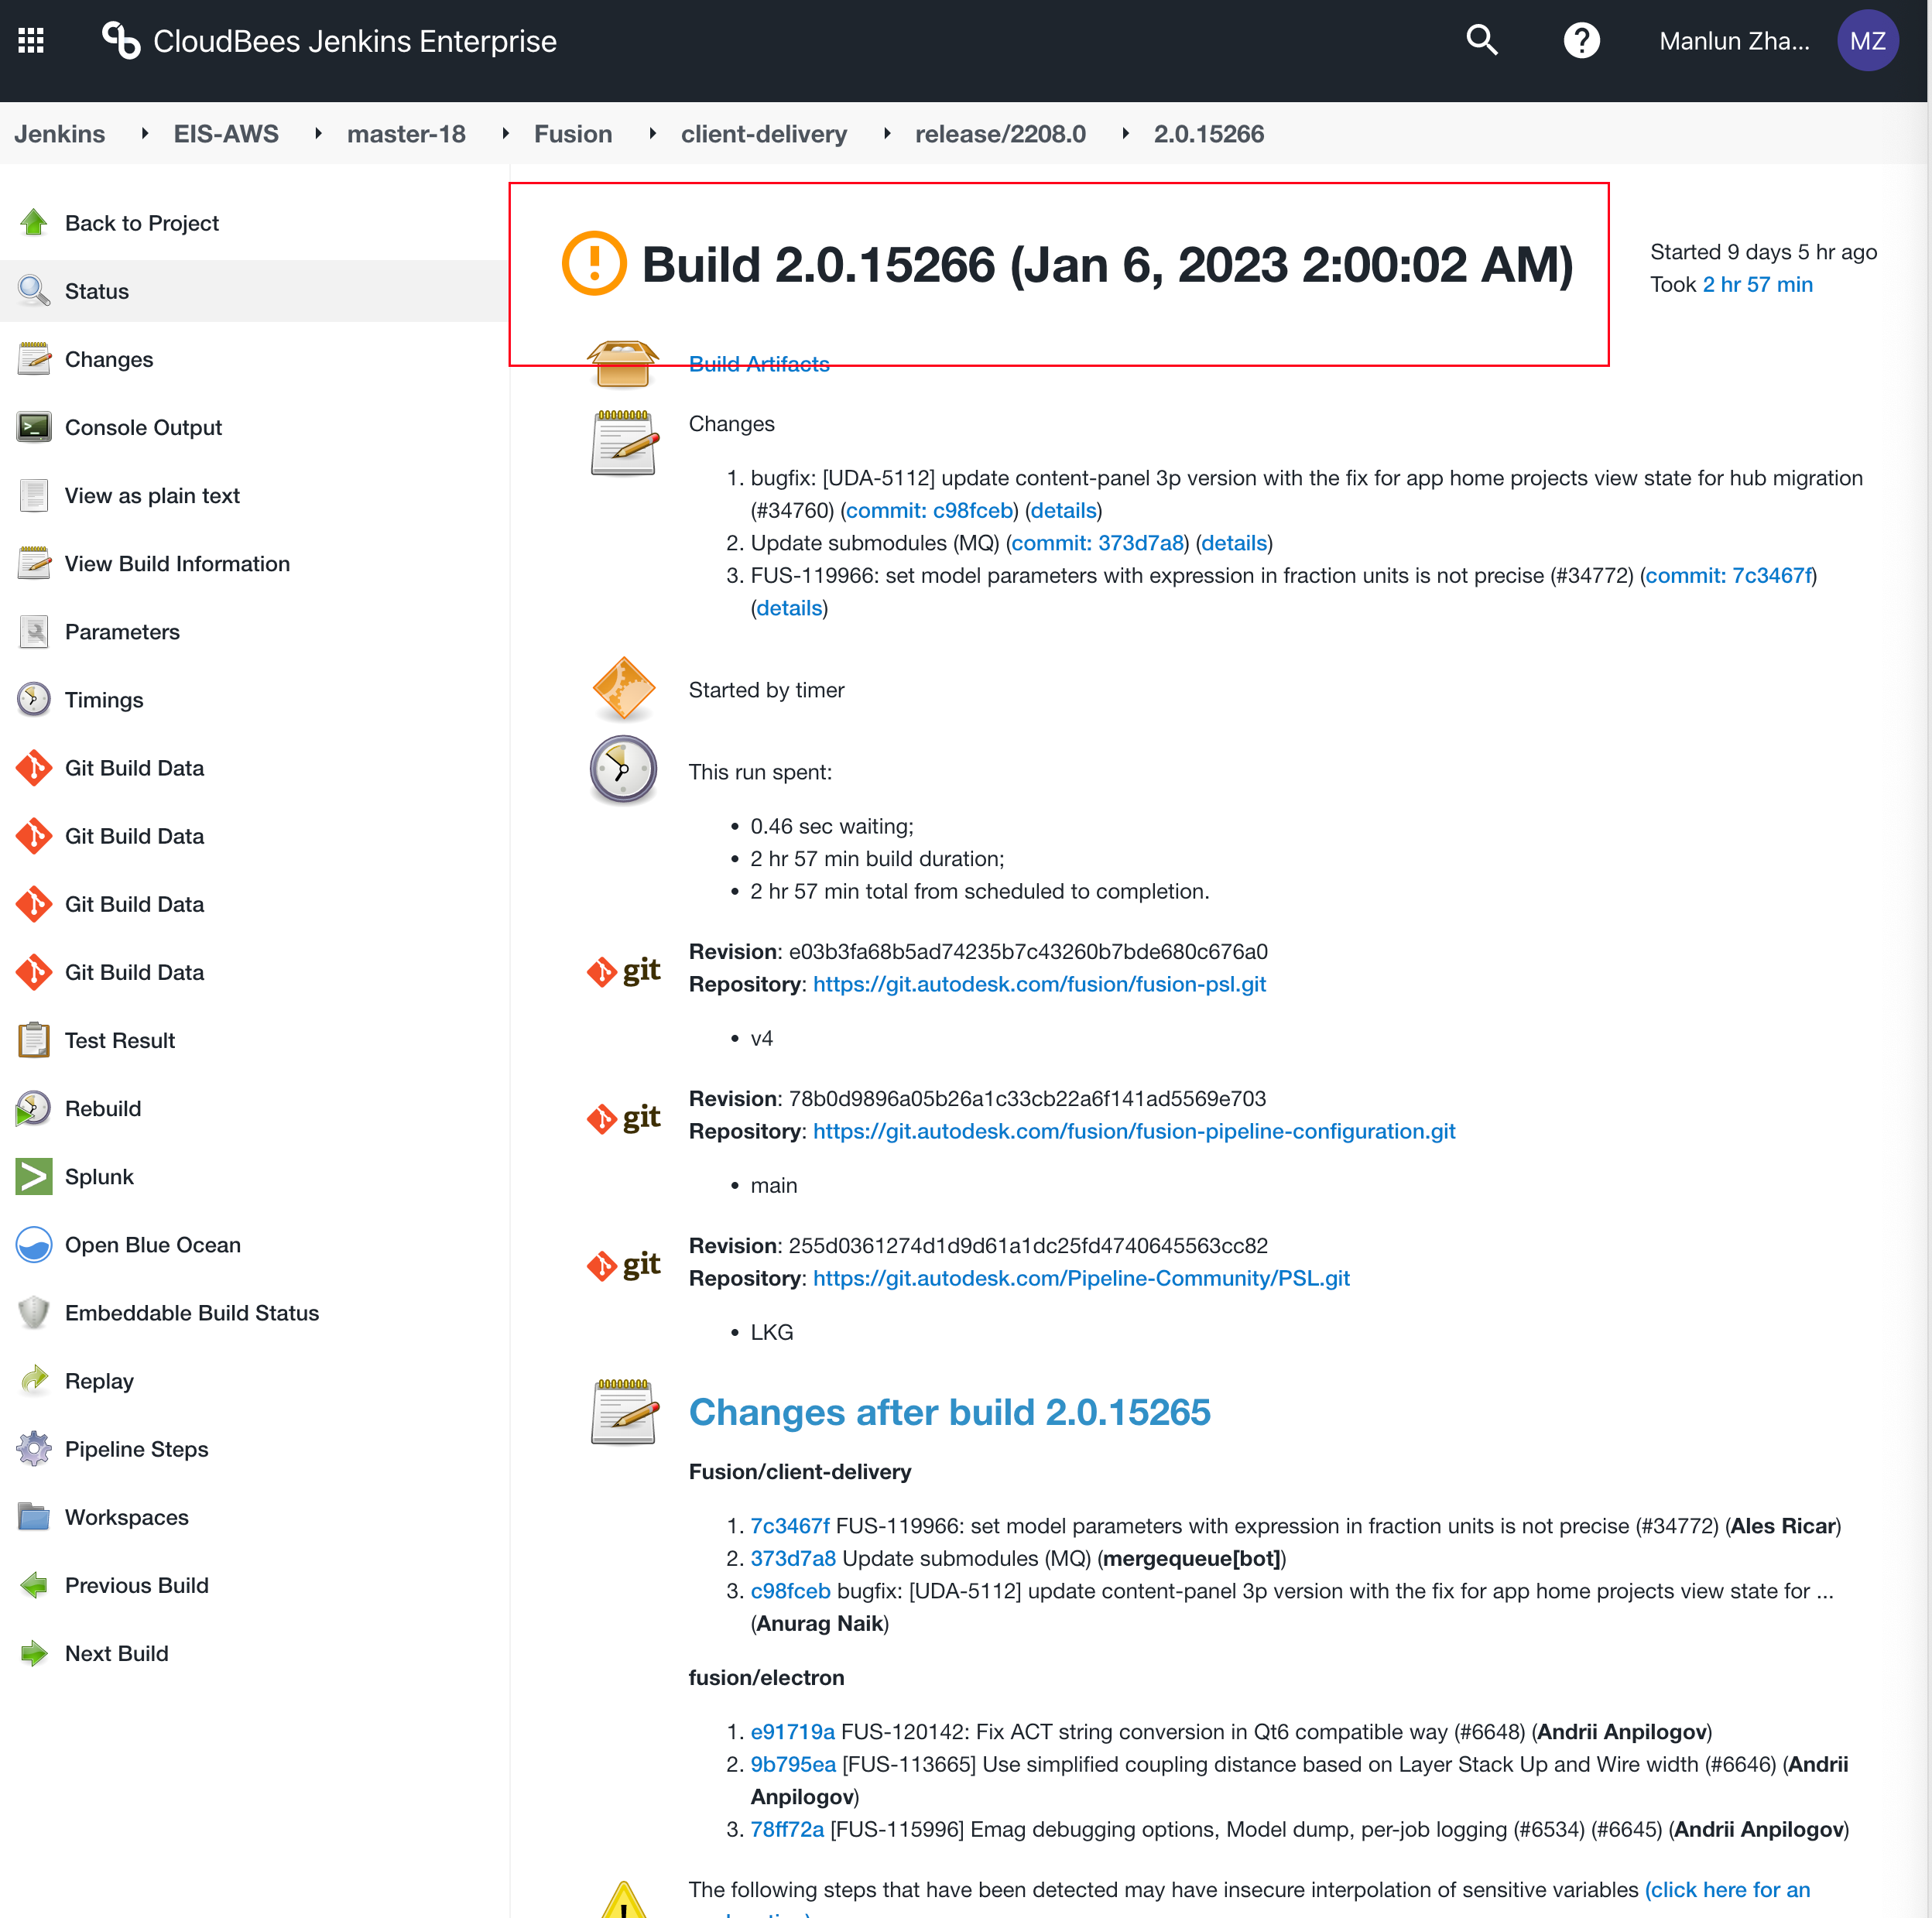 CloudBees Jenkins Enterprise
Manlun Zha...
MZ
Jenkins EIS-AWS master-18 Fusion client-delivery release/2208.0 2.0.15266
Back to Project
Status
Changes
Console Output
View as plain text
View Build Information
Parameters
Timings
Git Build Data
Git Build Data
Git Build Data
Git Build Data
Test Result
Rebuild
Splunk
Open Blue Ocean
Embeddable Build Status
Replay
Pipeline Steps
Workspaces
Previous Build
Next Build
Build 2.0.15266 (Jan 6, 2023 2:00:02 AM)
Started 9 days 5 hr ago
Took 2 hr 57 min
Build Artifacts
Changes
1. bugfix: [UDA-5112] update content-panel 3p version with the fix for app home projects view state for hub migration
(#34760) (commit: c98fceb) (details)
2. Update submodules (MQ) (commit: 373d7a8) (details)
3. FUS-119966: set model parameters with expression in fraction units is not precise (#34772) (commit: 7c3467f)
(details)
Started by timer
This run spent:
• 0.46 sec waiting;
• 2 hr 57 min build duration;
• 2 hr 57 min total from scheduled to completion.
git
Revision: e03b3fa68b5ad74235b7c43260b7bde680c676a0
Repository: https://git.autodesk.com/fusion/fusion-psl.git
• v4
git
Revision: 78b0d9896a05b26a1c33cb22a6f141ad5569e703
Repository: https://git.autodesk.com/fusion/fusion-pipeline-configuration.git
• main
git
Revision: 255d0361274d1d9d61a1dc25fd4740645563cc82
Repository: https://git.autodesk.com/Pipeline-Community/PSL.git
• LKG
Changes after build 2.0.15265
Fusion/client-delivery
1. 7c3467f FUS-119966: set model parameters with expression in fraction units is not precise (#34772) (Ales Ricar)
2. 373d7a8 Update submodules (MQ) (mergequeue[bot])
3. c98fceb bugfix: [UDA-5112] update content-panel 3p version with the fix for app home projects view state for ...
(Anurag Naik)
fusion/electron
1. e91719a FUS-120142: Fix ACT string conversion in Qt6 compatible way (#6648) (Andrii Anpilogov)
2. 9b795ea [FUS-113665] Use simplified coupling distance based on Layer Stack Up and Wire width (#6646) (Andrii
Anpilogov)
3. 78ff72a [FUS-115996] Emag debugging options, Model dump, per-job logging (#6534) (#6645) (Andrii Anpilogov)
The following steps that have been detected may have insecure interpolation of sensitive variables (click here for an